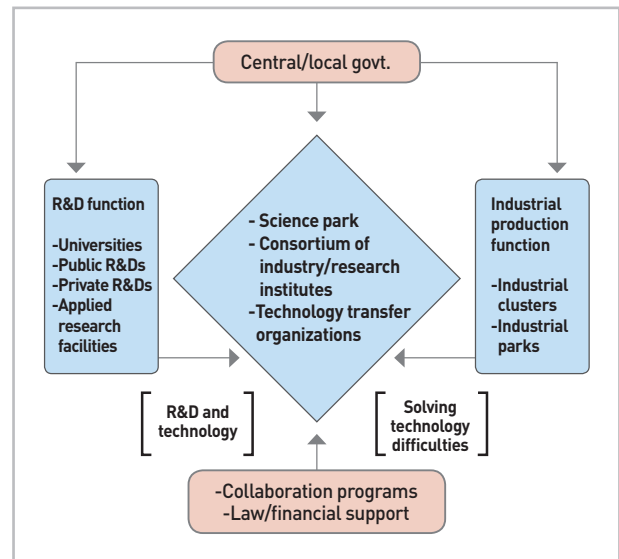 Central/local govt.
R&D function
-Universities
-Public R&Ds
-Private R&Ds
-Applied
research
facilities
- Science park
- Consortium of
industry/research
institutes
-Technology transfer
organizations
Industrial
production
function
-Industrial
clusters
-Industrial
parks
R&D and
technology
Solving
technology
difficulties
-Collaboration programs
-Law/financial support